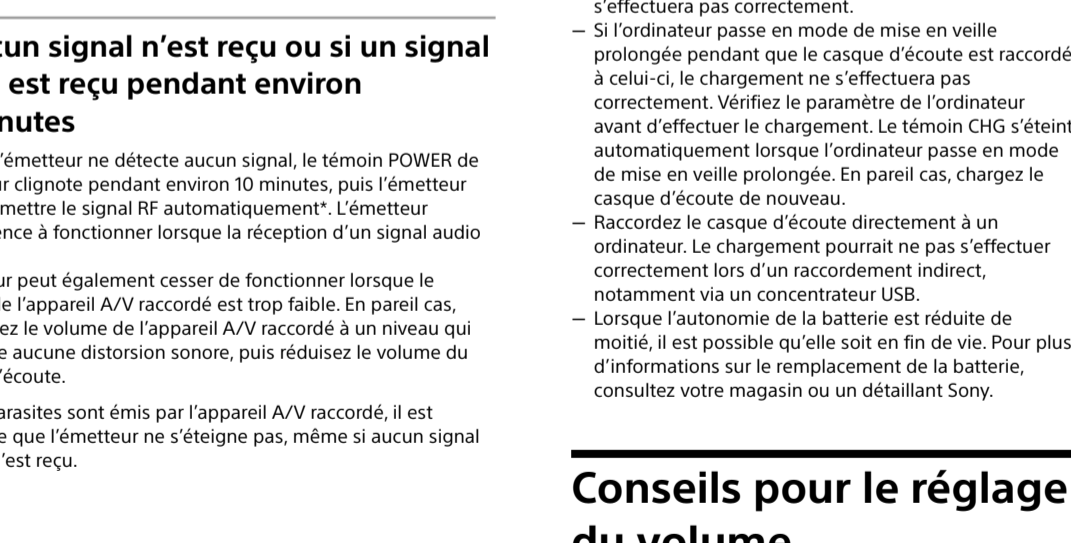 un signal n’est reçu ou si un signal
est reçu pendant environ
nutes
’émetteur ne détecte aucun signal, le témoin POWER de
r clignote pendant environ 10 minutes, puis l’émetteur
mettre le signal RF automatiquement*. L’émetteur
ence à fonctionner lorsque la réception d’un signal audio
ur peut également cesser de fonctionner lorsque le
e l’appareil A/V raccordé est trop faible. En pareil cas,
ez le volume de l’appareil A/V raccordé à un niveau qui
e aucune distorsion sonore, puis réduisez le volume du
’écoute.
arasites sont émis par l’appareil A/V raccordé, il est
e que l’émetteur ne s’éteigne pas, même si aucun signal
’est reçu.
s’effectuera pas correctement.
— Si l’ordinateur passe en mode de mise en veille
prolongée pendant que le casque d’écoute est raccordé
à celui-ci, le chargement ne s’effectuera pas
correctement. Vérifiez le paramètre de l’ordinateur
avant d’effectuer le chargement. Le témoin CHG s’éteint
automatiquement lorsque l’ordinateur passe en mode
de mise en veille prolongée. En pareil cas, chargez le
casque d’écoute de nouveau.
— Raccordez le casque d’écoute directement à un
ordinateur. Le chargement pourrait ne pas s’effectuer
correctement lors d’un raccordement indirect,
notamment via un concentrateur USB.
— Lorsque l’autonomie de la batterie est réduite de
moitié, il est possible qu’elle soit en fin de vie. Pour plus
d’informations sur le remplacement de la batterie,
consultez votre magasin ou un détaillant Sony.
Conseils pour le réglage
du volume